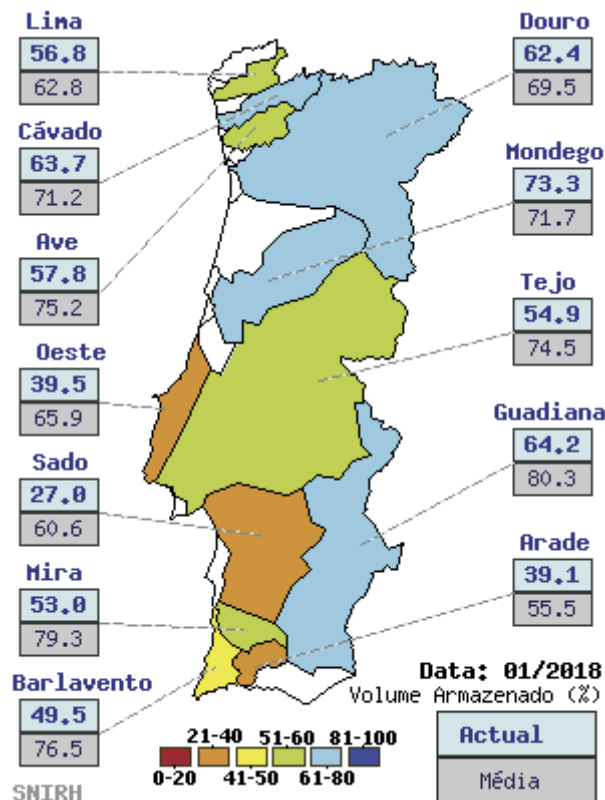 Lima
56.8
62.8
Cávado
63.7
71.2
Ave
57.8
75.2
Oeste
39.5
65.9
Sado
27.0
60.6
Mira
53.0
79.3
Barlavento
49.5
76.5
SNIRH
Douro
62.4
69.5
Mondego
73.3
71.7
Tejo
54.9
74.5
Guadiana
64.2
80.3
Arade
39.1
55.5
Data: 01/2018
Volume Armazenado (%)
Actual
Média
21-40 51-60 81-100
0-20 41-50 61-80